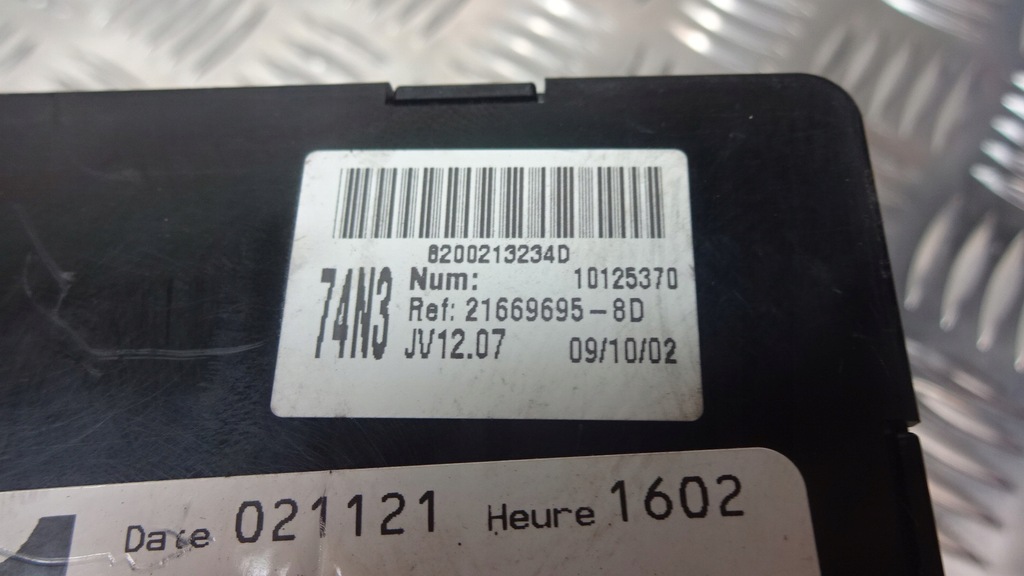 8200213234D
74N3
Num: 10125370
Ref: 21669695-8D
JV12.07 09/10/02
Date 021121 Heure 1602